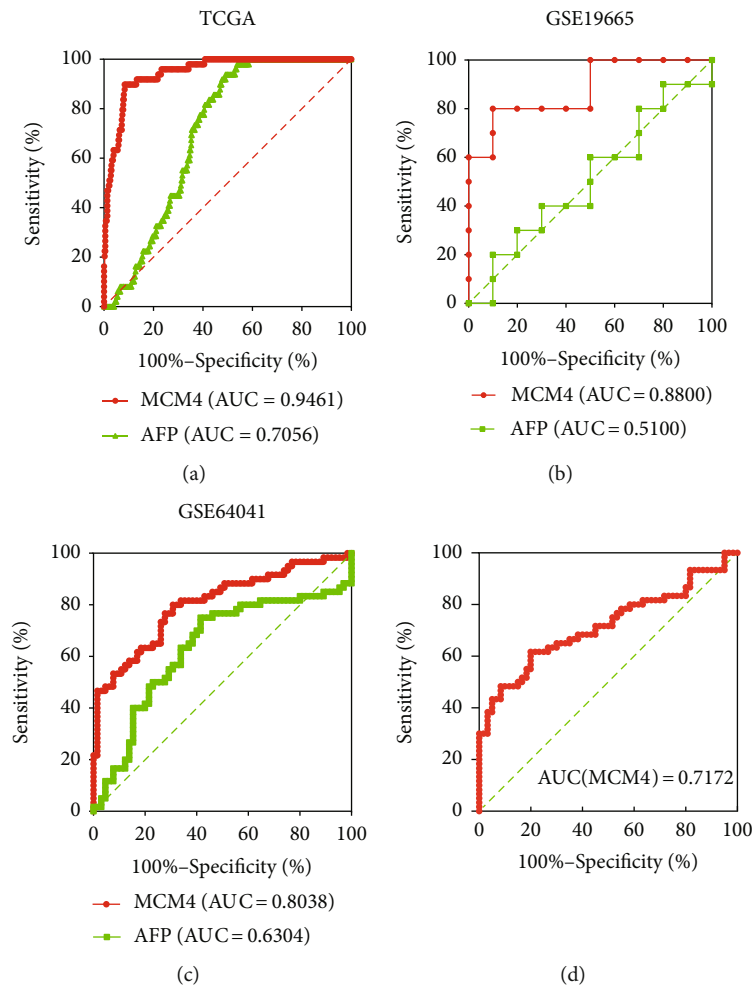 TCGA
Sensitivity (%)
100
80
60
40
20
0
0 20 40 60 80 100
100%–Specificity (%)
MCM4 (AUC = 0.9461)
AFP (AUC = 0.7056)
(a)
GSE19665
Sensitivity (%)
100
80
60
40
20
0
0 20 40 60 80 100
100%–Specificity (%)
MCM4 (AUC = 0.8800)
AFP (AUC = 0.5100)
(b)
GSE64041
Sensitivity (%)
100
80
60
40
20
0
0 20 40 60 80 100
100%–Specificity (%)
MCM4 (AUC = 0.8038)
AFP (AUC = 0.6304)
(c)
Sensitivity (%)
100
80
60
40
20
0
AUC(MCM4) = 0.7172
0 20 40 60 80 100
100%–Specificity (%)
(d)